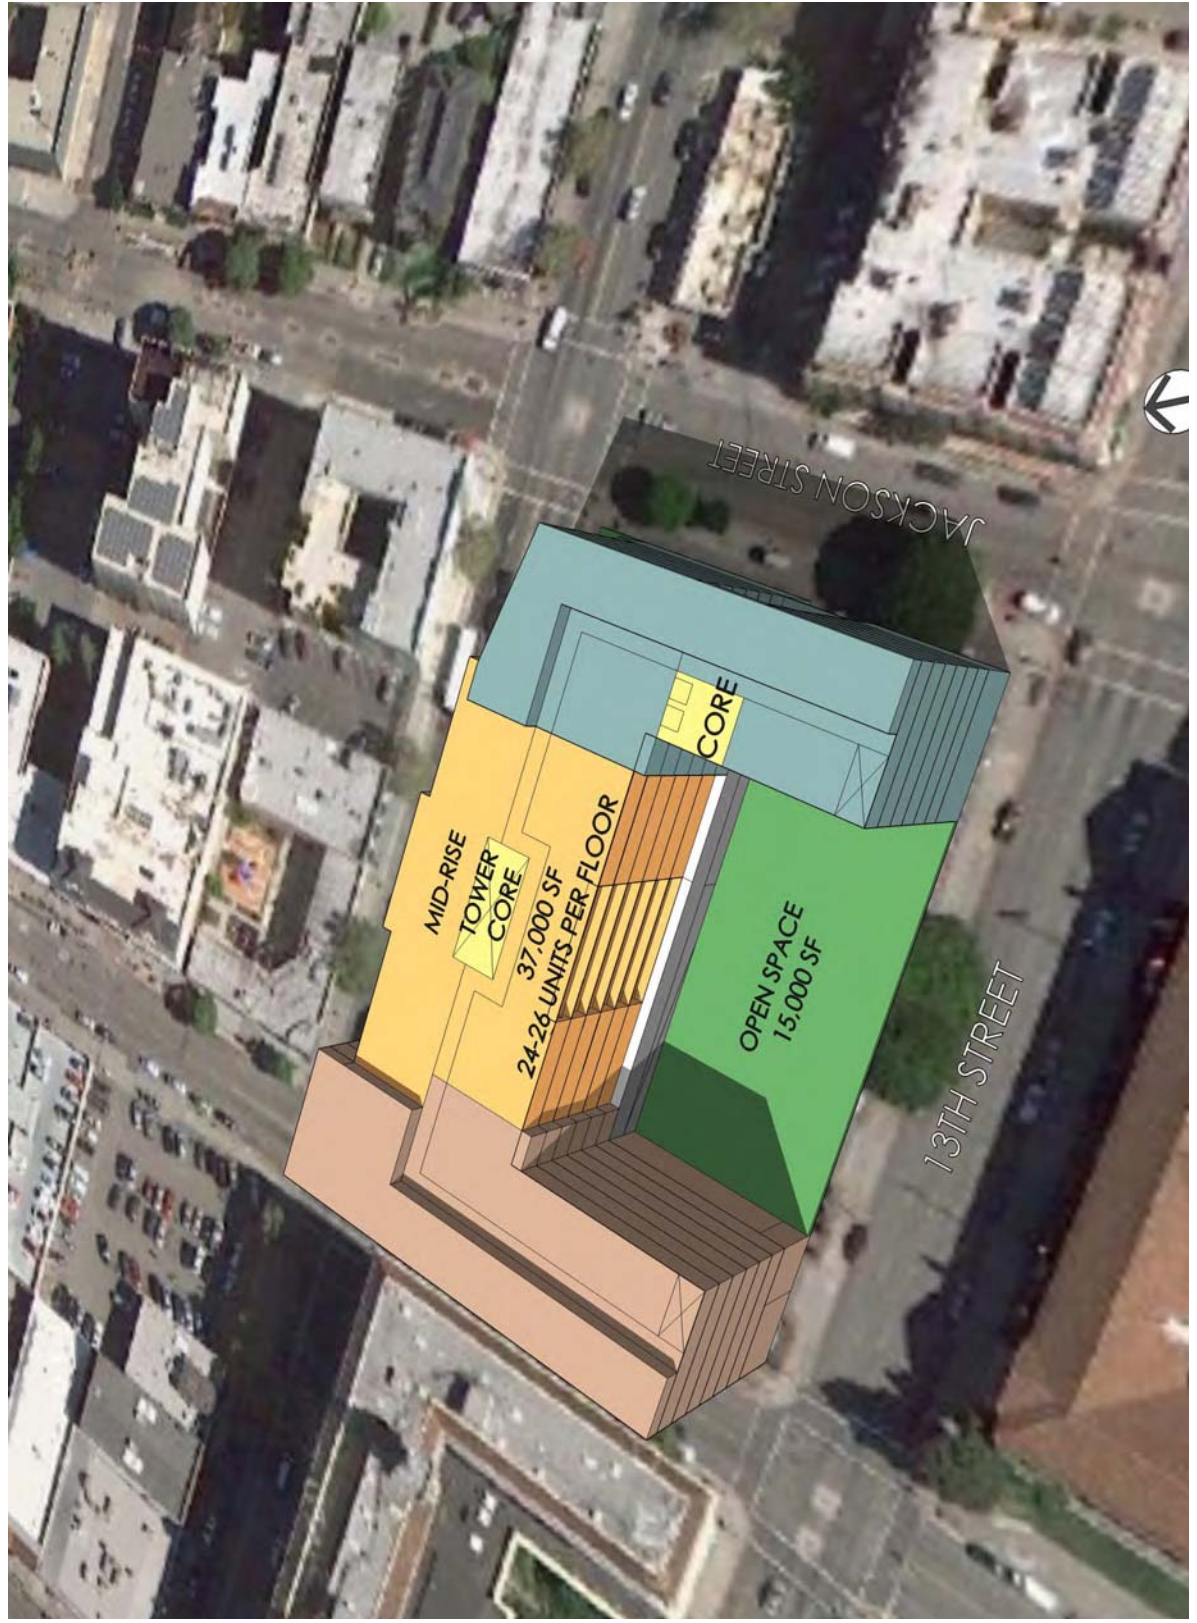 MID-RISE
TOWER
CORE
37,000 SF
24-26 UNITS PER FLOOR
CORE
OPEN SPACE
15,000 SF
JACKSON STREET
13TH STREET